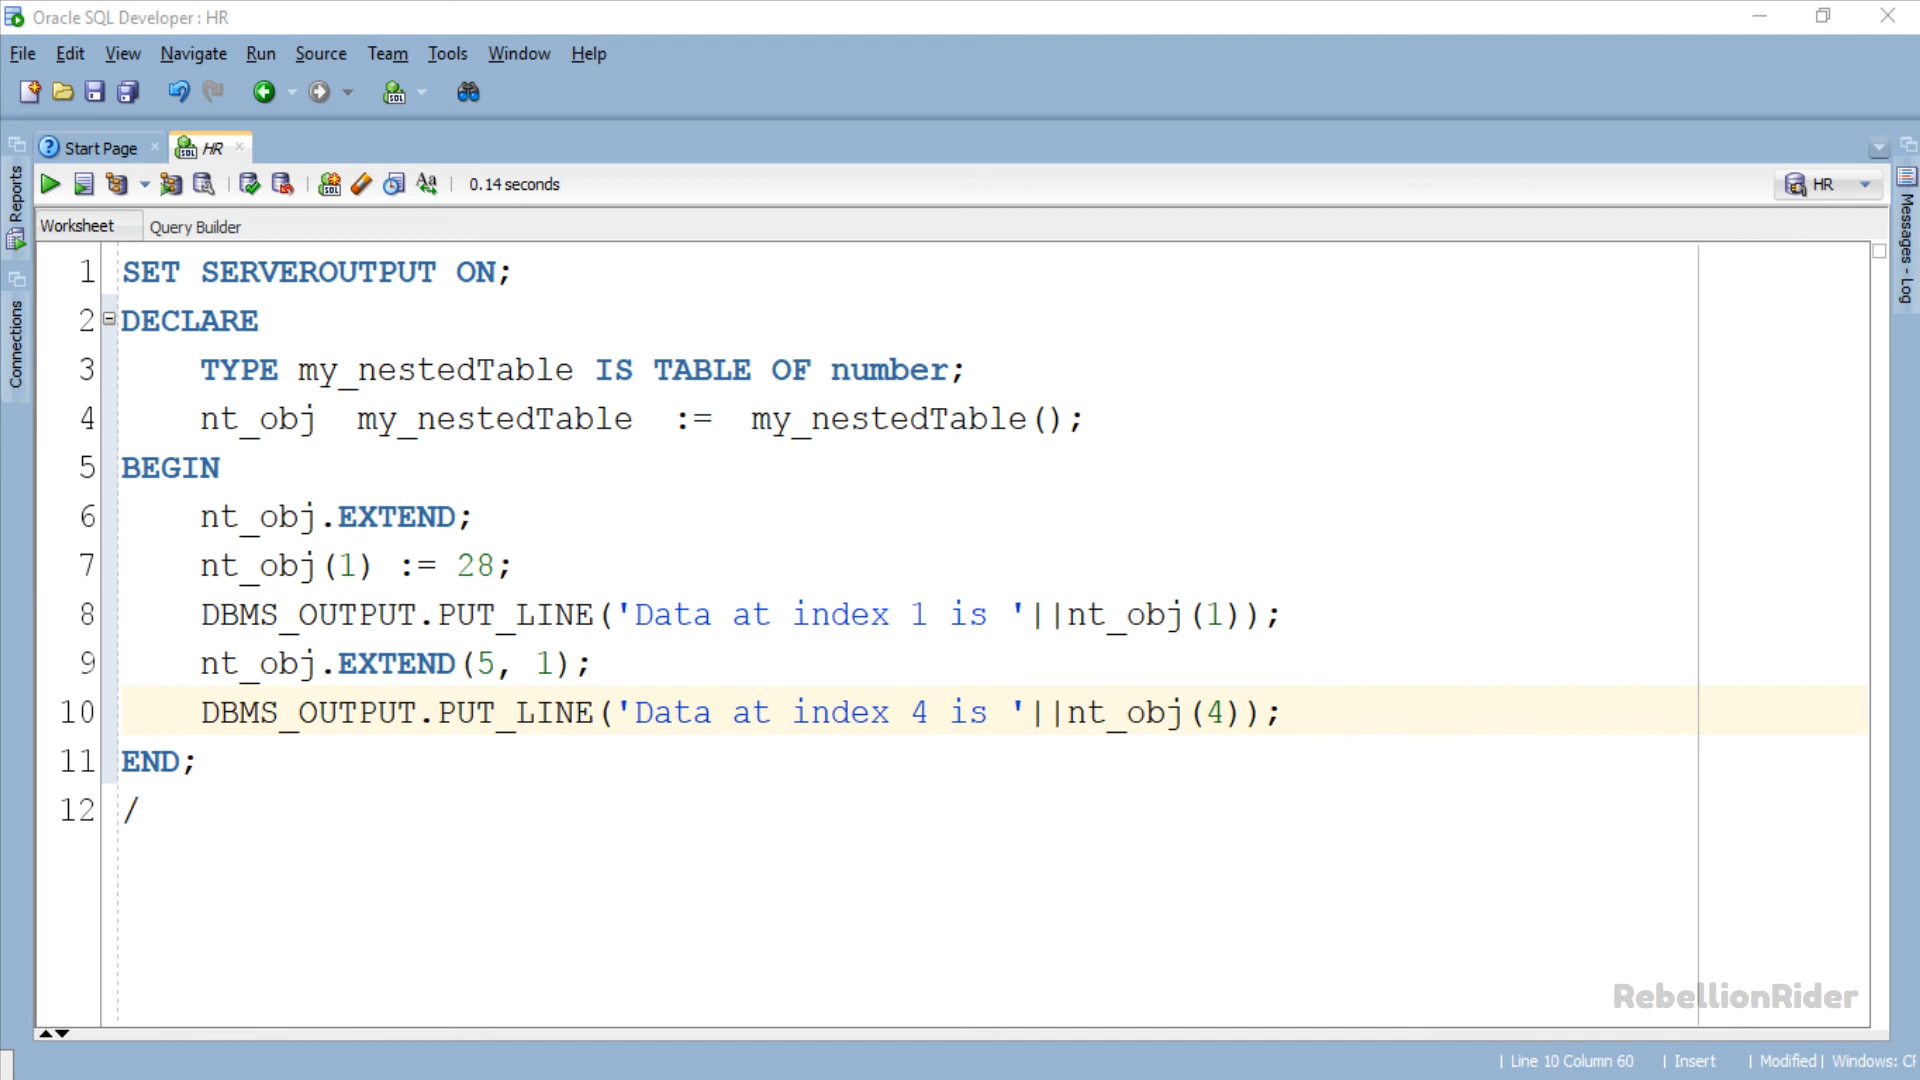 Oracle SQL Developer : HR
File Edit View Navigate Run Source Team Tools Window Help
Start Page HR
0.14 seconds
HR
Reports
Connections
Messages - Log
Worksheet Query Builder
1 SET SERVEROUTPUT ON;
2 DECLARE
3 TYPE my_nestedTable IS TABLE OF number;
4 nt_obj my_nestedTable := my_nestedTable();
5 BEGIN
6 nt_obj.EXTEND;
7 nt_obj(1) := 28;
8 DBMS_OUTPUT.PUT_LINE('Data at index 1 is '||nt_obj(1));
9 nt_obj.EXTEND(5, 1);
10 DBMS_OUTPUT.PUT_LINE('Data at index 4 is '||nt_obj(4));
11 END;
12 /
RebellionRider
| Line 10 Column 60 | Insert | Modified | Windows: CF